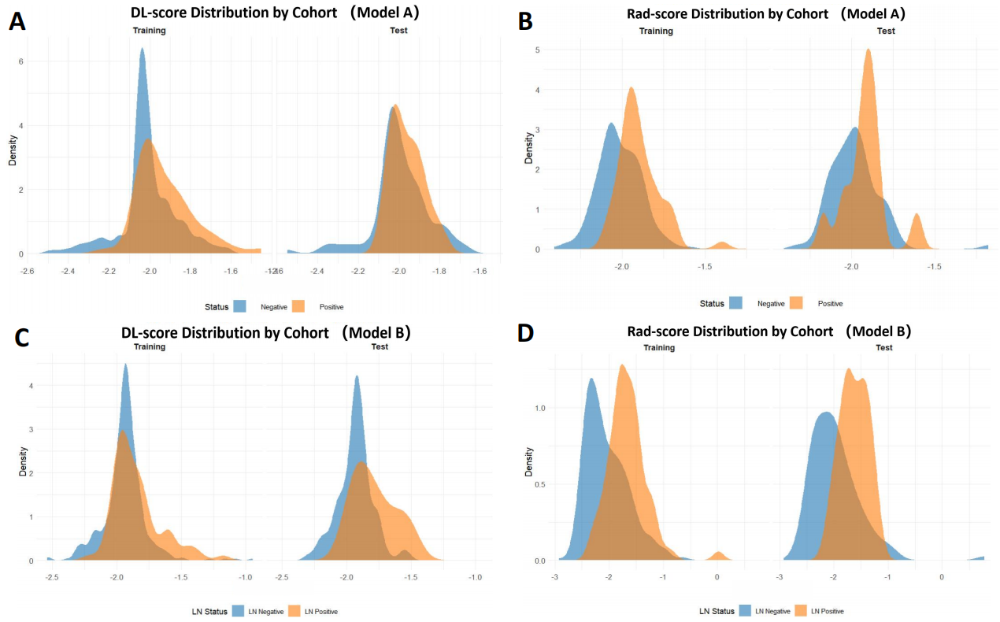 A
DL-score Distribution by Cohort (Model A)
Training Test
Density
6
4
2
0
-2.6 -2.4 -2.2 -2.0 -1.8 -1.6 -2.4 -2.2 -2.0 -1.8 -1.6
Status Negative Positive
B
Rad-score Distribution by Cohort (Model A)
Training Test
Density
5
4
3
2
1
0
-2.0 -1.5 -2.0 -1.5
Status Negative Positive
C
DL-score Distribution by Cohort (Model B)
Training Test
Density
4
3
2
1
0
-2.5 -2.0 -1.5 -1.0 -2.5 -2.0 -1.5 -1.0
LN Status LN Negative LN Positive
D
Rad-score Distribution by Cohort (Model B)
Training Test
Density
1.0
0.5
0.0
-3 -2 -1 0 -3 -2 -1 0
LN Status LN Negative LN Positive